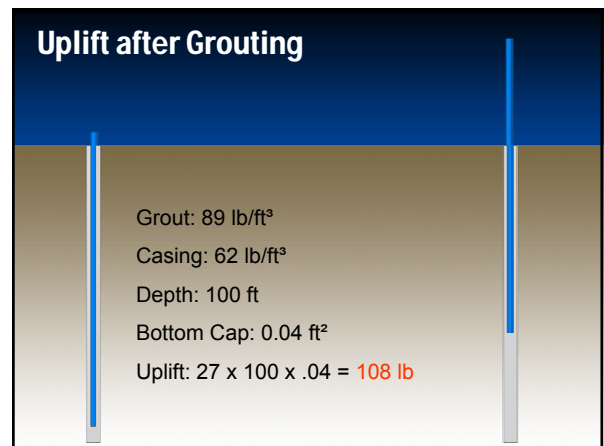 Uplift after Grouting
Grout: 89 lb/ft³
Casing: 62 lb/ft³
Depth: 100 ft
Bottom Cap: 0.04 ft²
Uplift: 27 x 100 x .04 = 108 lb